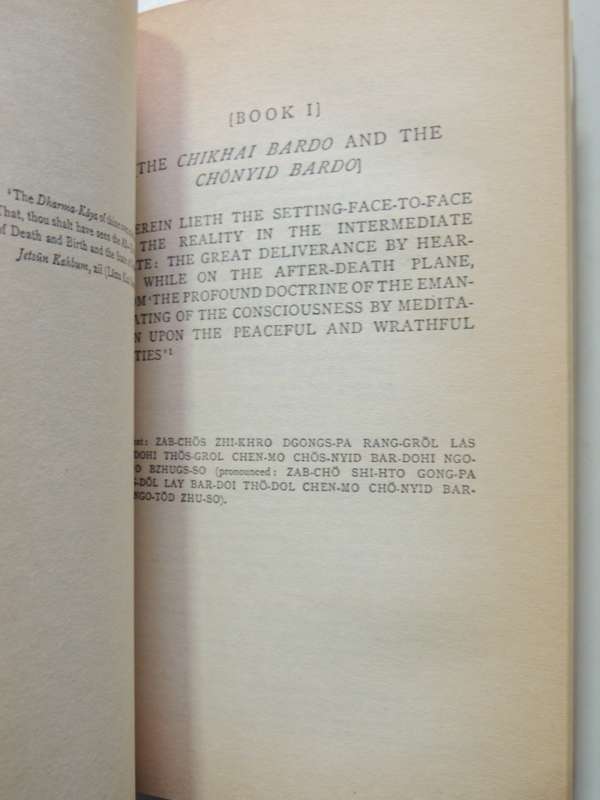 'The Dharma-Kāya of thine
That, thou shalt have seen the
of Death and Birth and the State of
Jetsün Kahbum, xii
[BOOK I]
THE CHIKHAI BARDO AND THE
CHÖNYID BARDO]
EREIN LIETH THE SETTING-FACE-TO-FACE
THE REALITY IN THE INTERMEDIATE
TE: THE GREAT DELIVERANCE BY HEAR-
WHILE ON THE AFTER-DEATH PLANE,
OM 'THE PROFOUND DOCTRINE OF THE EMAN-
ATING OF THE CONSCIOUSNESS BY MEDITA-
N UPON THE PEACEFUL AND WRATHFUL
TIES'1
ZAB-CHÖS ZHI-KHRO DGONGS-PA RANG-GRÖL LAS
DOHI THÖS-GROL CHEN-MO CHÖS-NYID BAR-DOHI NGO-
O BZHUGS-SO (pronounced: ZAB-CHÖ SHI-HTO GONG-PA
-DÖL LAY BAR-DOI THÖ-DOL CHEN-MO CHÖ-NYID BAR-
NGO-TÖD ZHU-SO).